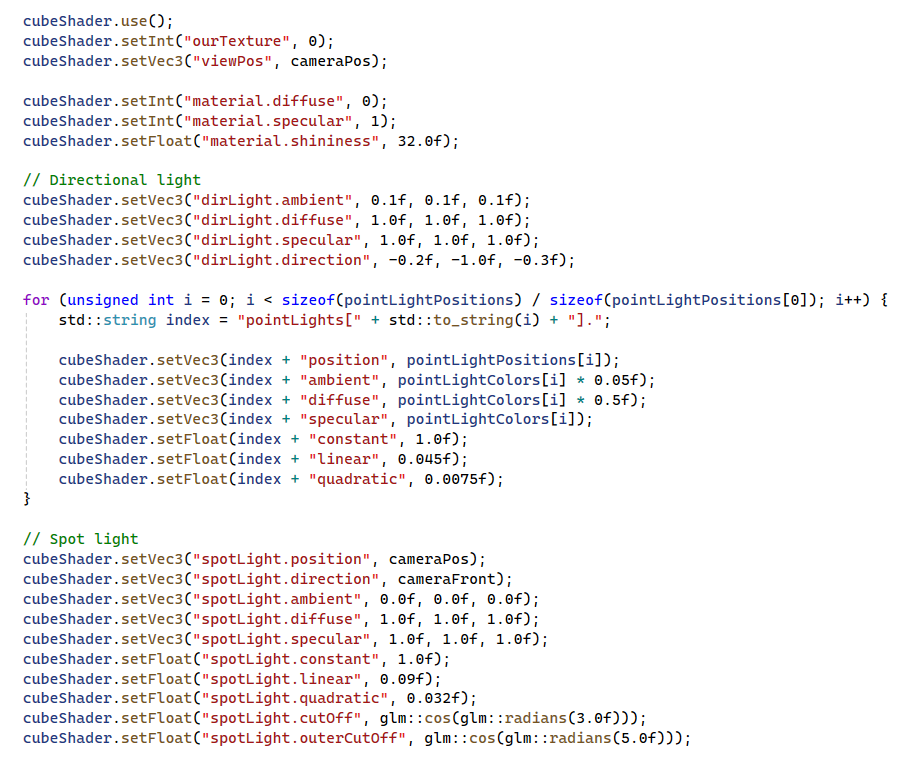 cubeShader.use();
cubeShader.setInt("ourTexture", 0);
cubeShader.setVec3("viewPos", cameraPos);

cubeShader.setInt("material.diffuse", 0);
cubeShader.setInt("material.specular", 1);
cubeShader.setFloat("material.shininess", 32.0f);

// Directional light
cubeShader.setVec3("dirLight.ambient", 0.1f, 0.1f, 0.1f);
cubeShader.setVec3("dirLight.diffuse", 1.0f, 1.0f, 1.0f);
cubeShader.setVec3("dirLight.specular", 1.0f, 1.0f, 1.0f);
cubeShader.setVec3("dirLight.direction", -0.2f, -1.0f, -0.3f);

for (unsigned int i = 0; i < sizeof(pointLightPositions) / sizeof(pointLightPositions[0]); i++) {
    std::string index = "pointLights[" + std::to_string(i) + "].";

    cubeShader.setVec3(index + "position", pointLightPositions[i]);
    cubeShader.setVec3(index + "ambient", pointLightColors[i] * 0.05f);
    cubeShader.setVec3(index + "diffuse", pointLightColors[i] * 0.5f);
    cubeShader.setVec3(index + "specular", pointLightColors[i]);
    cubeShader.setFloat(index + "constant", 1.0f);
    cubeShader.setFloat(index + "linear", 0.045f);
    cubeShader.setFloat(index + "quadratic", 0.0075f);
}

// Spot light
cubeShader.setVec3("spotLight.position", cameraPos);
cubeShader.setVec3("spotLight.direction", cameraFront);
cubeShader.setVec3("spotLight.ambient", 0.0f, 0.0f, 0.0f);
cubeShader.setVec3("spotLight.diffuse", 1.0f, 1.0f, 1.0f);
cubeShader.setVec3("spotLight.specular", 1.0f, 1.0f, 1.0f);
cubeShader.setFloat("spotLight.constant", 1.0f);
cubeShader.setFloat("spotLight.linear", 0.09f);
cubeShader.setFloat("spotLight.quadratic", 0.032f);
cubeShader.setFloat("spotLight.cutOff", glm::cos(glm::radians(3.0f)));
cubeShader.setFloat("spotLight.outerCutOff", glm::cos(glm::radians(5.0f)));